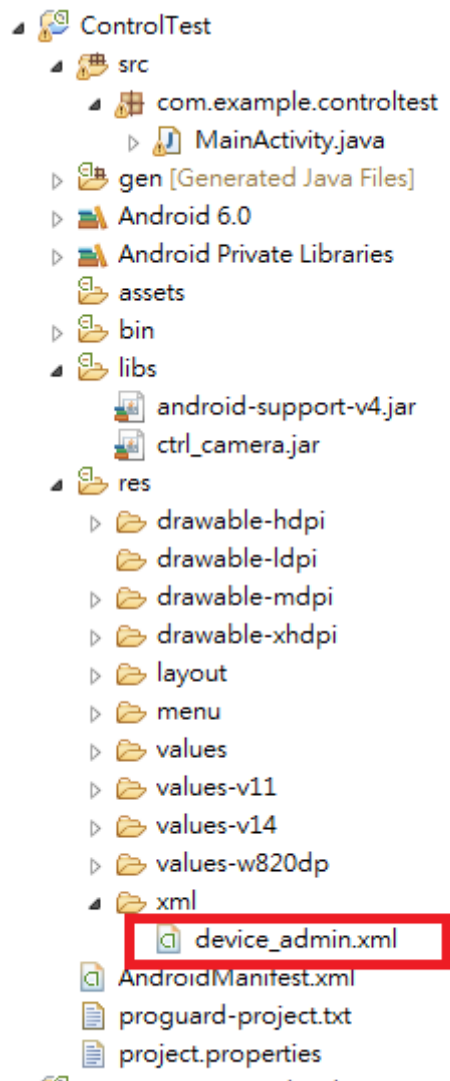 ControlTest
src
com.example.controltest
MainActivity.java
gen [Generated Java Files]
Android 6.0
Android Private Libraries
assets
bin
libs
android-support-v4.jar
ctrl_camera.jar
res
drawable-hdpi
drawable-ldpi
drawable-mdpi
drawable-xhdpi
layout
menu
values
values-v11
values-v14
values-w820dp
xml
device_admin.xml
AndroidManifest.xml
proguard-project.txt
project.properties